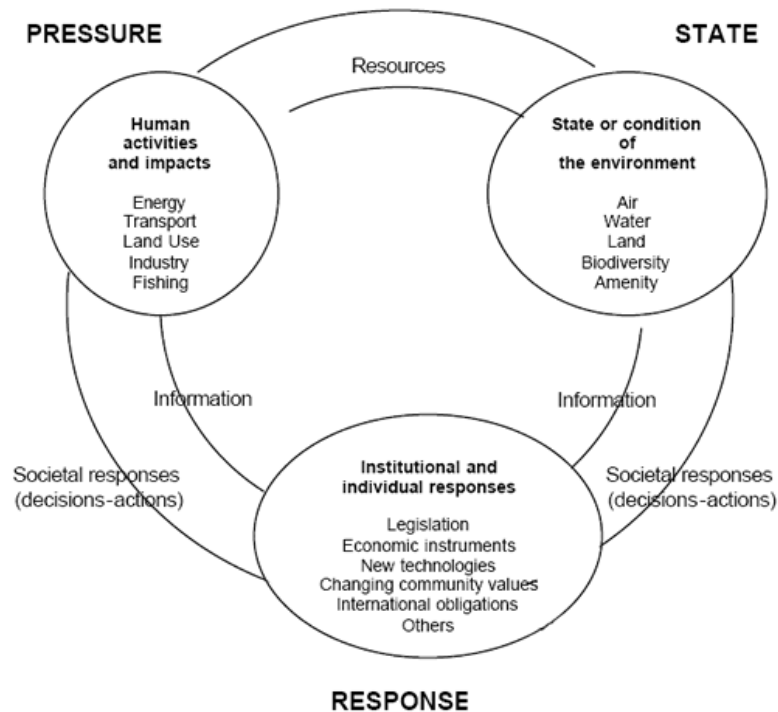 PRESSURE
STATE
Resources
Human
activities
and impacts
Energy
Transport
Land Use
Industry
Fishing
State or condition
of
the environment
Air
Water
Land
Biodiversity
Amenity
Information
Information
Societal responses
(decisions-actions)
Societal responses
(decisions-actions)
Institutional and
individual responses
Legislation
Economic instruments
New technologies
Changing community values
International obligations
Others
RESPONSE